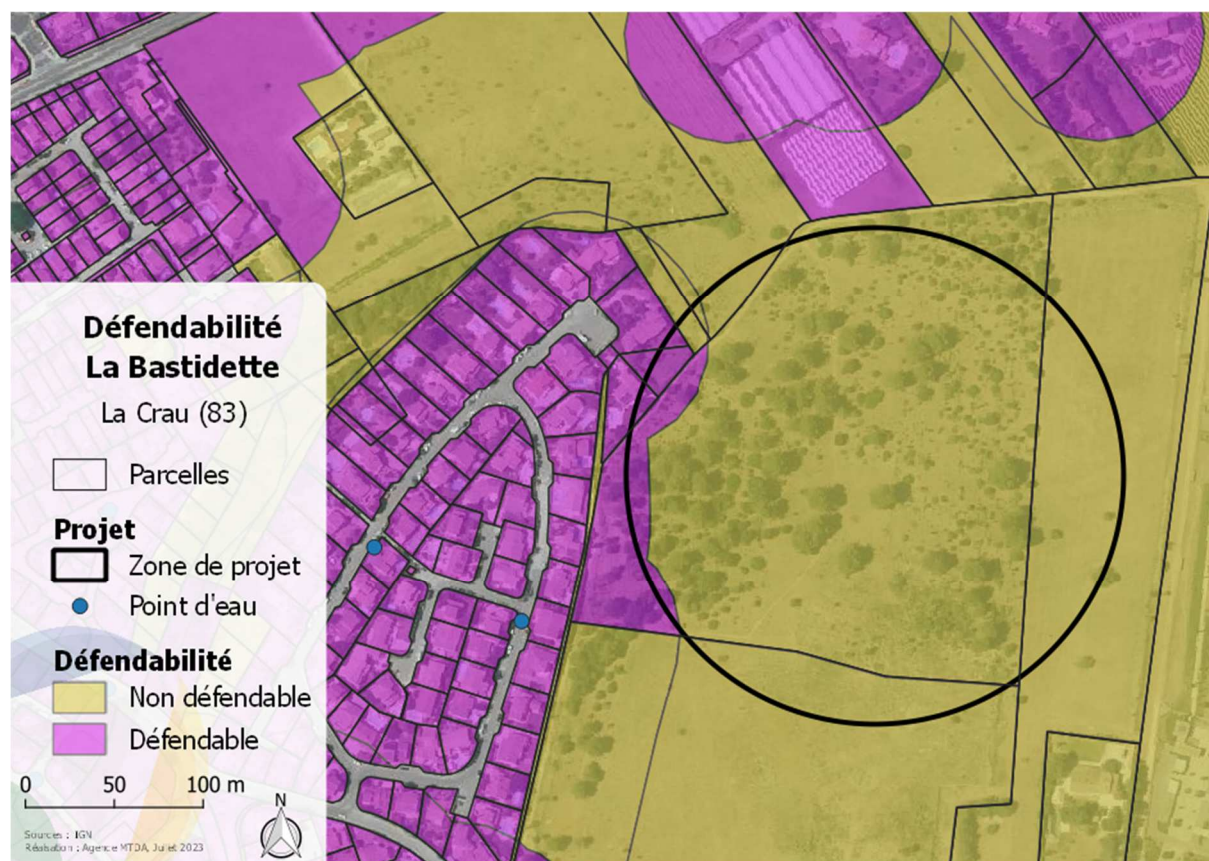 Défendabilité
La Bastidette
La Crau (83)
Parcelles
Projet
Zone de projet
Point d'eau
Défendabilité
Non défendable
Défendable
0 50 100 m
N
Sources : IGN
Réalisation : Agence MTDA, Juillet 2023